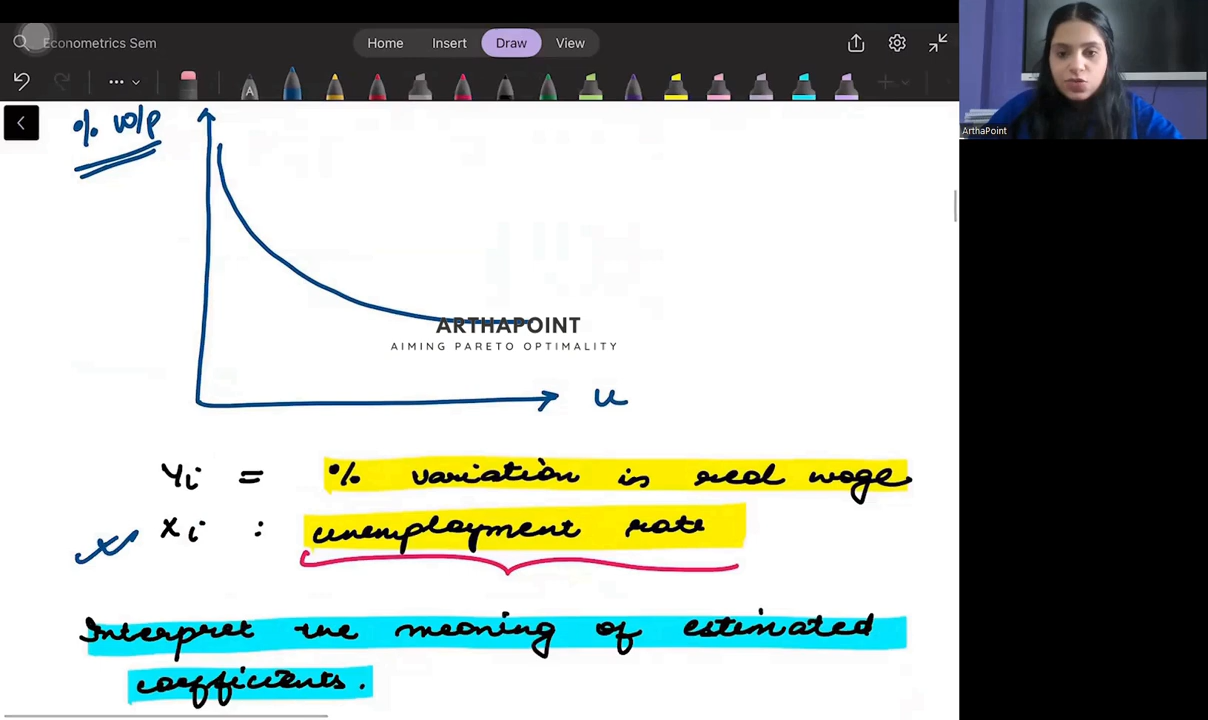 Econometrics Sem
Home Insert Draw View
ArthaPoint
% w/p
ARTHAPOINT
AIMING PARETO OPTIMALITY
u
Yi = % variation in real wage
Xi : unemployment rate
Interpret the meaning of estimated
coefficients.